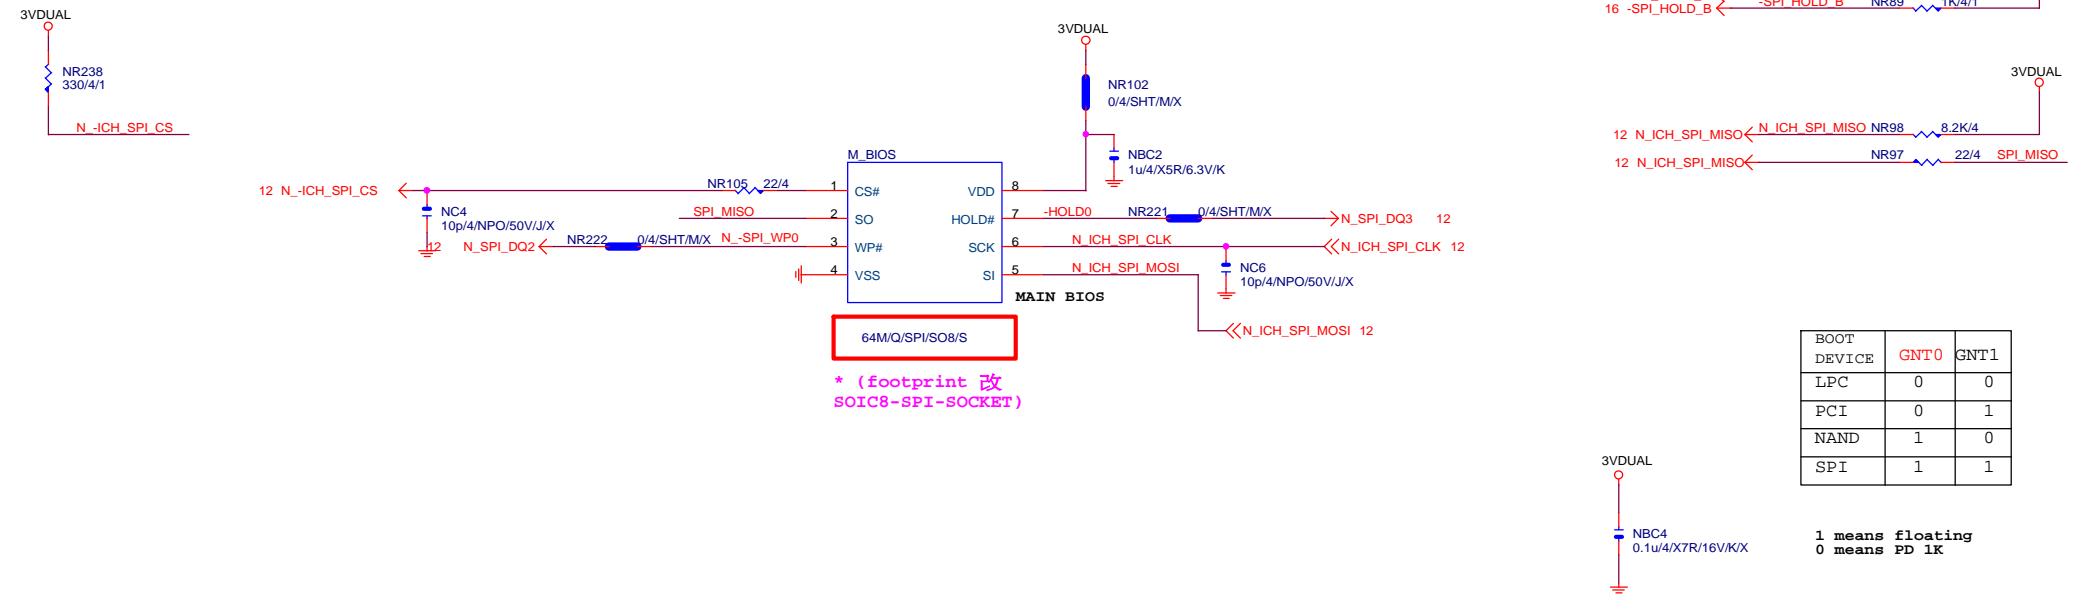 3VDUAL
NR238
330/4/1
N_-ICH_SPI_CS
16 -SPI_HOLD_B
-SPI_HOLD_B
NR89
1K/4/1
3VDUAL
NR102
0/4/SHT/M/X
NBC2
1u/4/X5R/6.3V/K
3VDUAL
12 N_ICH_SPI_MISO
N_ICH_SPI_MISO NR98 8.2K/4
12 N_ICH_SPI_MISO
NR97 22/4 SPI_MISO
M_BIOS
12 N_-ICH_SPI_CS
NR105 22/4
1 CS#
VDD 8
NC4
10p/4/NPO/50V/J/X
SPI_MISO
2 SO
HOLD# 7
-HOLD0
NR221 0/4/SHT/M/X
N_SPI_DQ3 12
12 N_SPI_DQ2
NR222 0/4/SHT/M/X N_-SPI_WP0
3 WP#
SCK 6
N_ICH_SPI_CLK
N_ICH_SPI_CLK 12
4 VSS
SI 5
N_ICH_SPI_MOSI
NC6
10p/4/NPO/50V/J/X
MAIN BIOS
N_ICH_SPI_MOSI 12
64M/Q/SPI/SO8/S
* (footprint 改
SOIC8-SPI-SOCKET)
BOOT
DEVICE GNT0 GNT1
LPC 0 0
PCI 0 1
NAND 1 0
SPI 1 1
3VDUAL
NBC4
0.1u/4/X7R/16V/K/X
1 means floating
0 means PD 1K